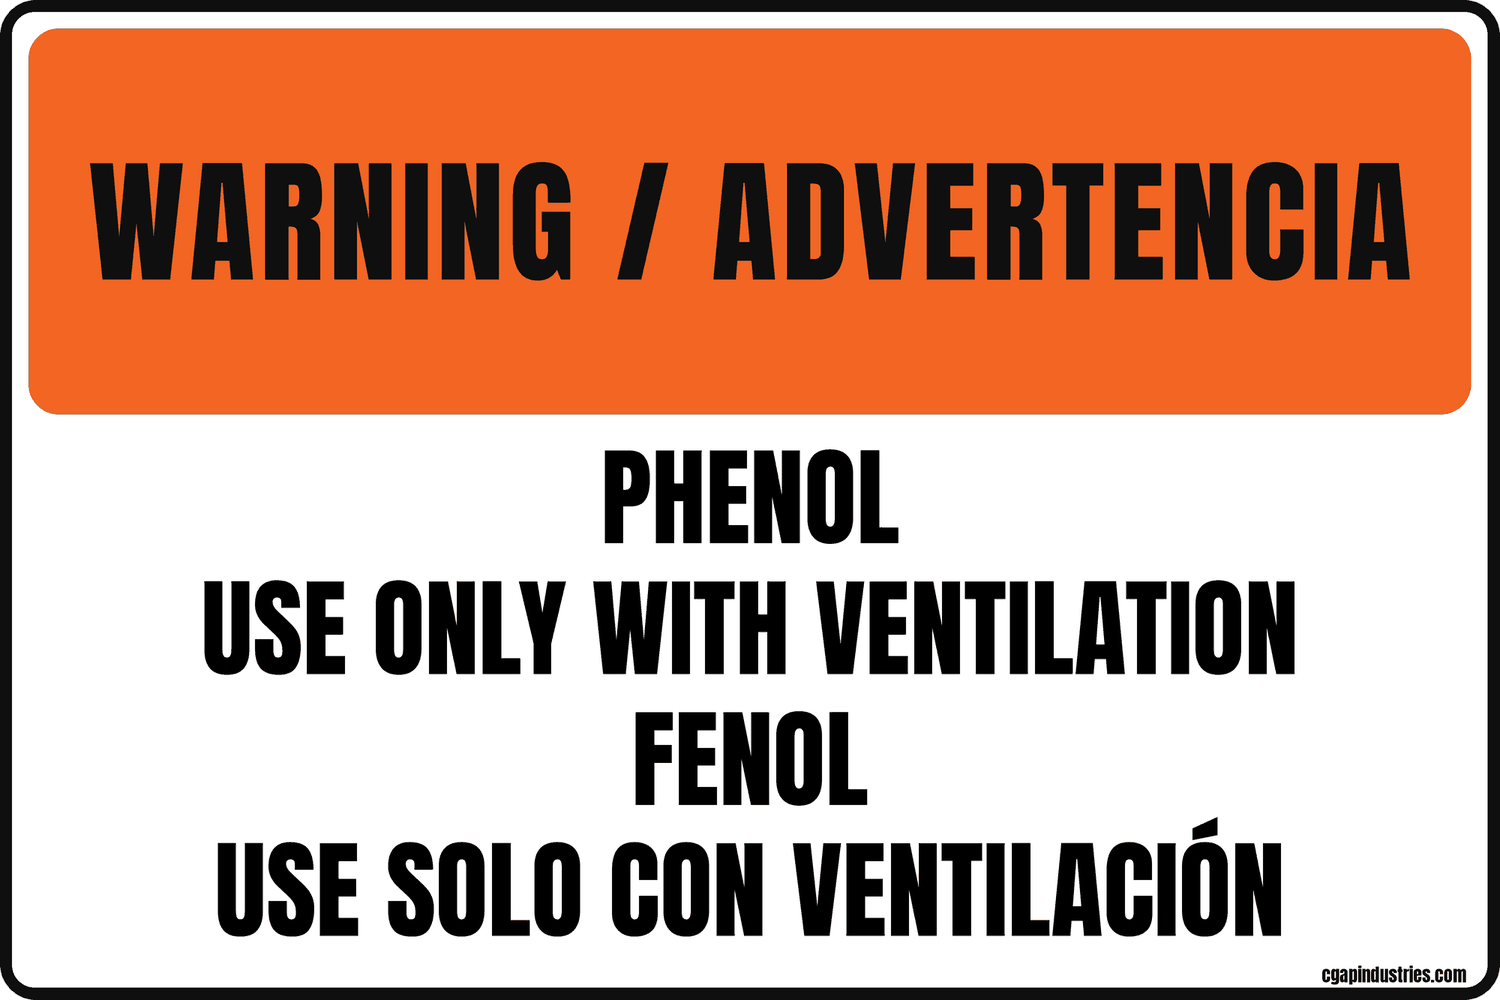 WARNING / ADVERTENCIA
PHENOL
USE ONLY WITH VENTILATION
FENOL
USE SOLO CON VENTILACIÓN
cgapindustries.com